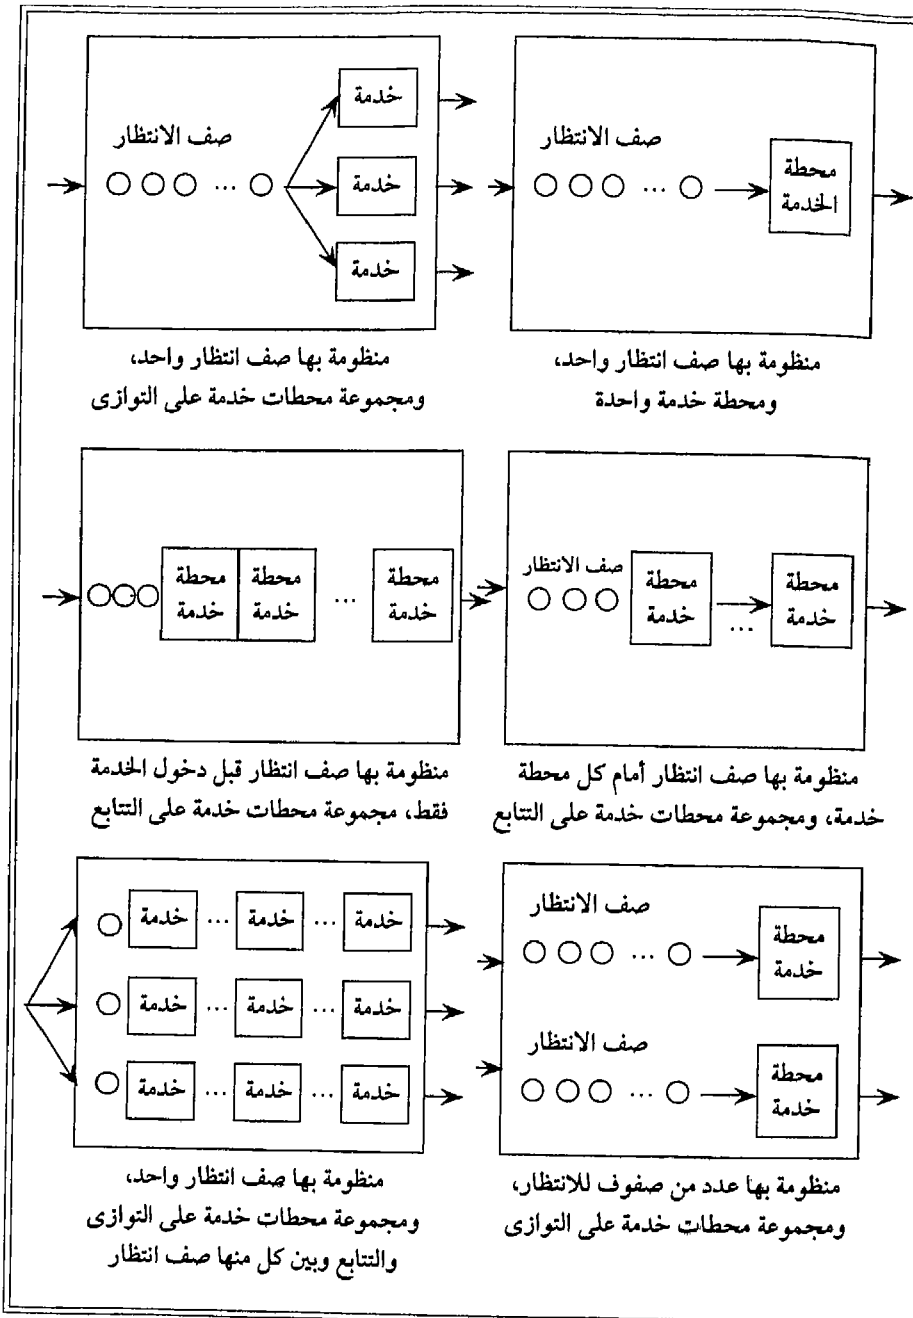 صف الانتظار
... 
محطة
الخدمة
منظومة بها صف انتظار واحد،
ومحطة خدمة واحدة
خدمة
صف الانتظار
خدمة
...
خدمة
منظومة بها صف انتظار واحد،
ومجموعة محطات خدمة على التوازى
صف الانتظار
محطة محطة
خدمة ... خدمة
منظومة بها صف انتظار أمام كل محطة
خدمة، ومجموعة محطات خدمة على التتابع
محطة محطة ... محطة
خدمة خدمة خدمة
منظومة بها صف انتظار قبل دخول الخدمة
فقط، مجموعة محطات خدمة على التتابع
صف الانتظار
...
محطة
خدمة
صف الانتظار
...
محطة
خدمة
منظومة بها عدد من صفوف للانتظار،
ومجموعة محطات خدمة على التوازى
خدمة ... خدمة ... خدمة
خدمة ... خدمة ... خدمة
خدمة ... خدمة ... خدمة
منظومة بها صف انتظار واحد،
ومجموعة محطات خدمة على التوازى
والتتابع وبين كل منها صف انتظار